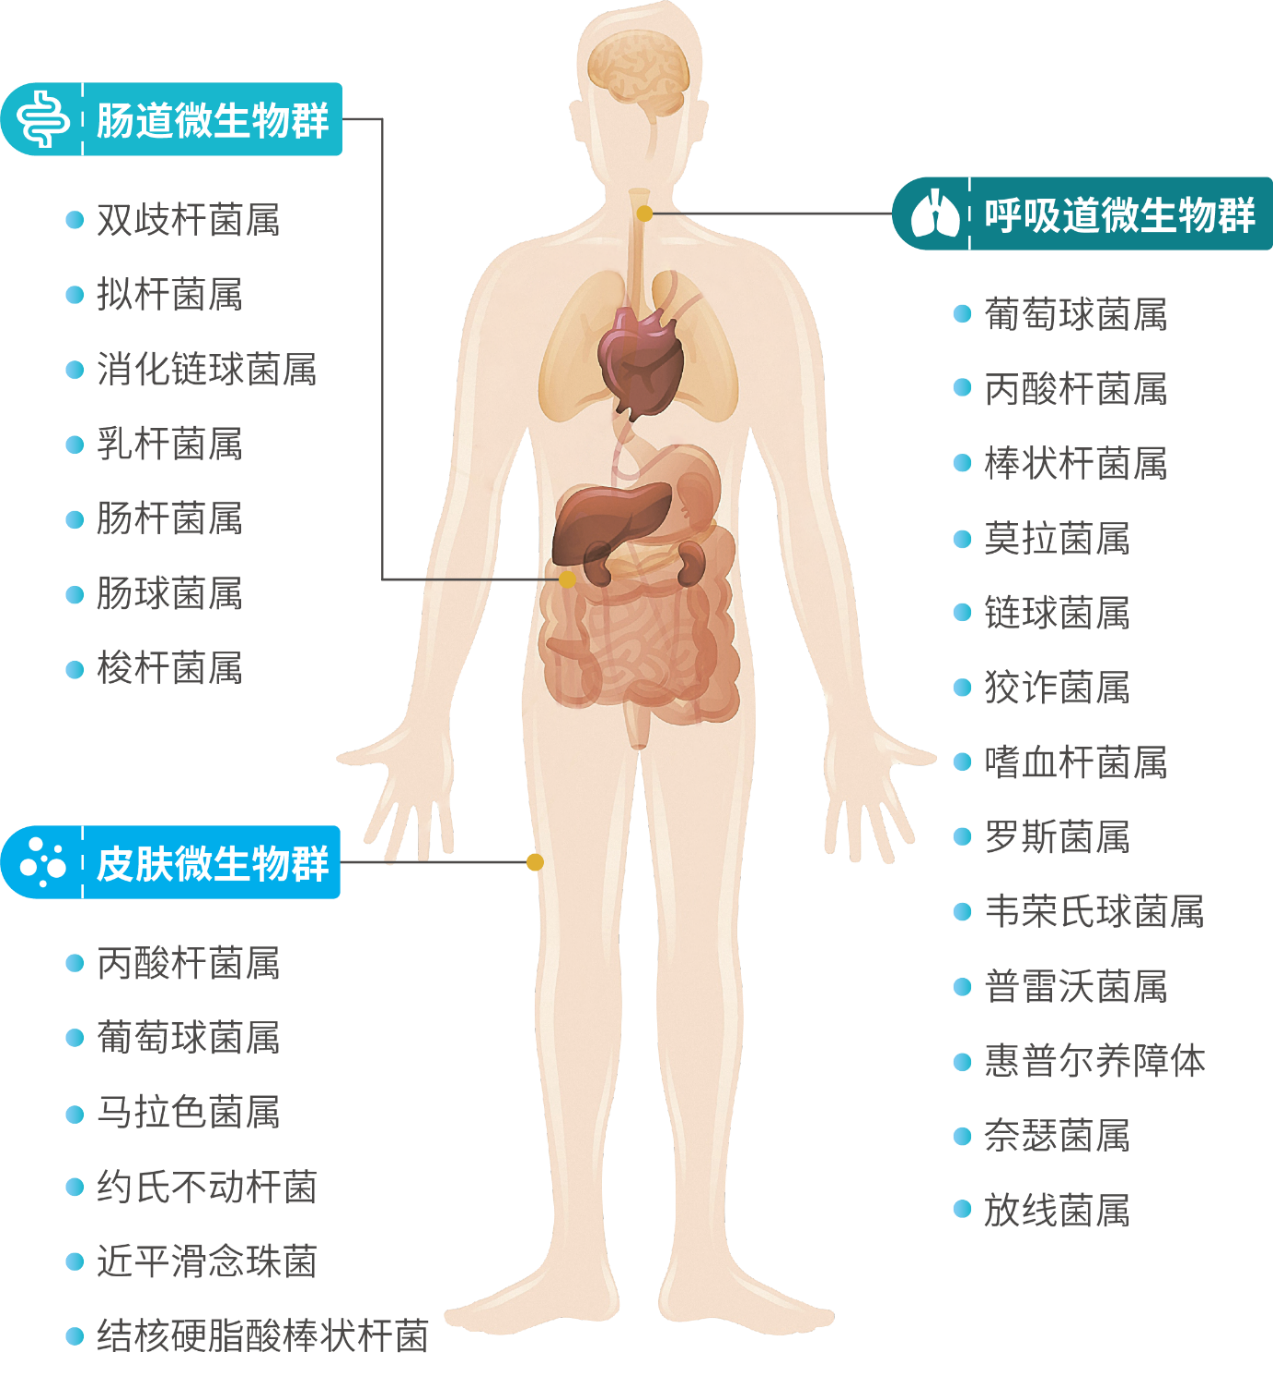 肠道微生物群
双歧杆菌属
拟杆菌属
消化链球菌属
乳杆菌属
肠杆菌属
肠球菌属
梭杆菌属
皮肤微生物群
丙酸杆菌属
葡萄球菌属
马拉色菌属
约氏不动杆菌
近平滑念珠菌
结核硬脂酸棒状杆菌
呼吸道微生物群
葡萄球菌属
丙酸杆菌属
棒状杆菌属
莫拉菌属
链球菌属
狡诈菌属
嗜血杆菌属
罗斯菌属
韦荣氏球菌属
普雷沃菌属
惠普尔养障体
奈瑟菌属
放线菌属